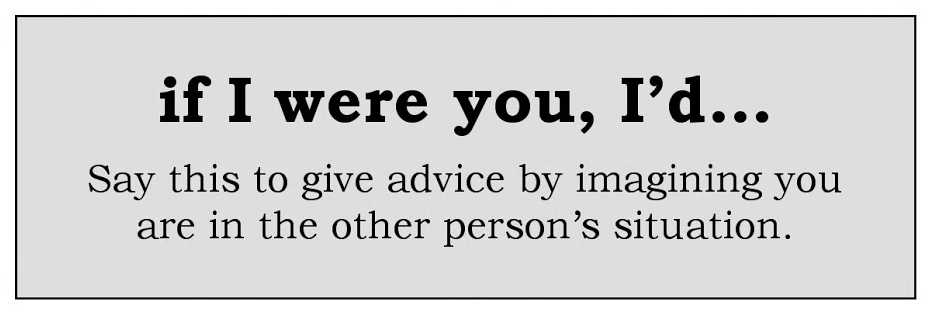 if I were you, I’d...
Say this to give advice by imagining you
are in the other person’s situation.